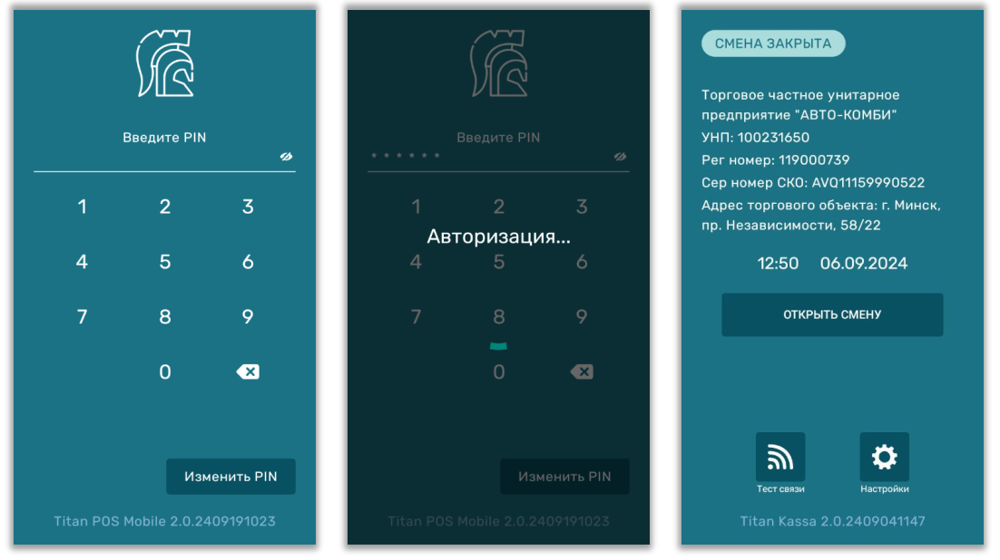 Введите PIN
1 2 3
4 5 6
7 8 9
0
Изменить PIN
Titan POS Mobile 2.0.2409191023
Введите PIN
* * * * * *
1 2 3
Авторизация...
4 5 6
7 8 9
0
Изменить PIN
Titan POS Mobile 2.0.2409191023
СМЕНА ЗАКРЫТА
Торговое частное унитарное
предприятие "АВТО-КОМБИ"
УНП: 100231650
Рег номер: 119000739
Сер номер СКО: AVQ11159990522
Адрес торгового объекта: г. Минск,
пр. Независимости, 58/22
12:50 06.09.2024
ОТКРЫТЬ СМЕНУ
Тест связи Настройки
Titan Kassa 2.0.2409041147